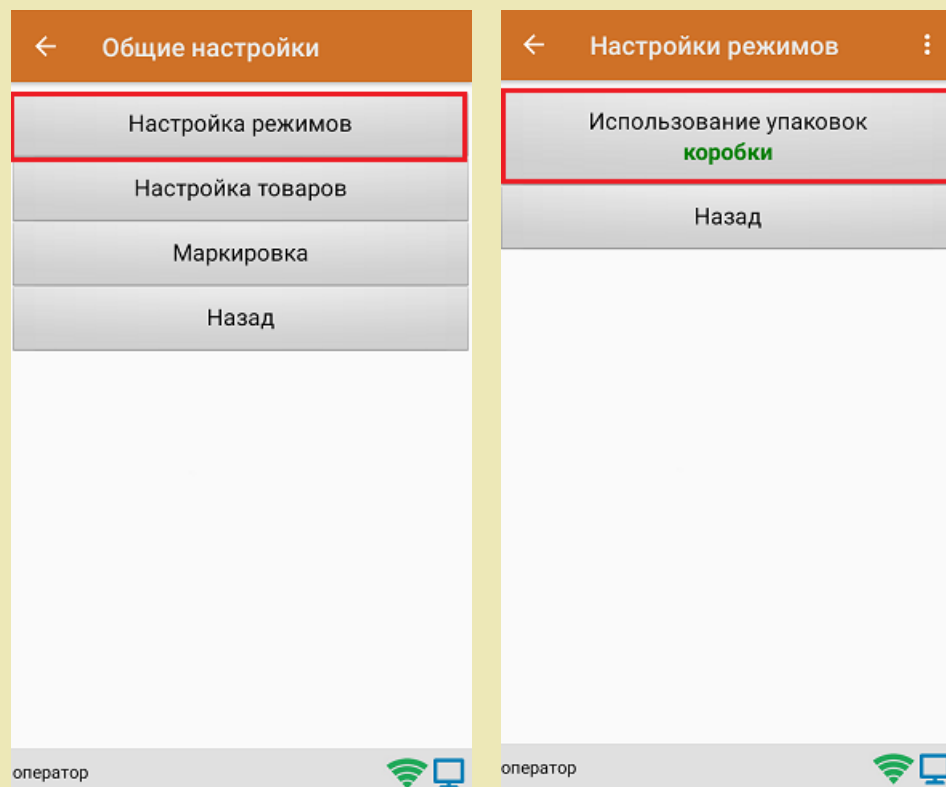 Общие настройки
Настройка режимов
Настройка товаров
Маркировка
Назад
оператор
Настройки режимов
Использование упаковок
коробки
Назад
оператор